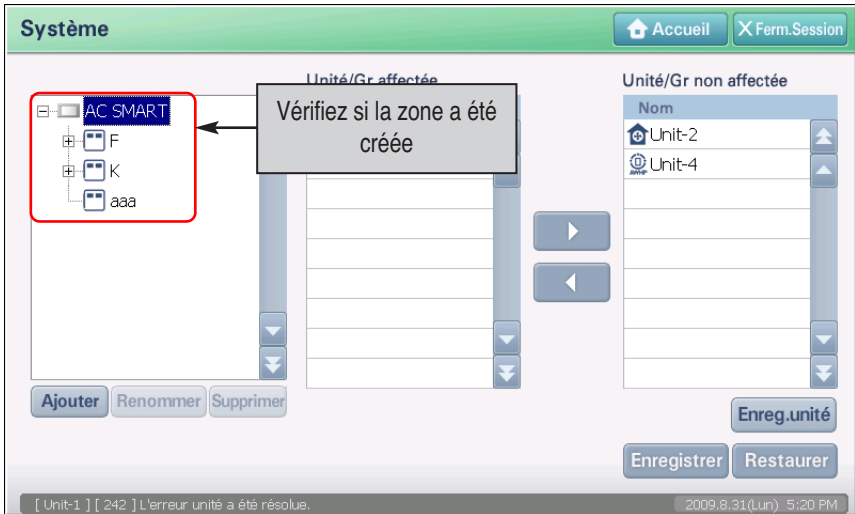 Système
Accueil
X Ferm.Session
Unité/Gr affectée
Unité/Gr non affectée
AC SMART
F
K
aaa
Vérifiez si la zone a été
créée
Nom
Unit-2
Unit-4
Ajouter
Renommer
Supprimer
Enreg.unité
Enregistrer
Restaurer
[ Unit-1 ] [ 242 ] L'erreur unité a été résolue.
2009.8.31(Lun) 5:20 PM